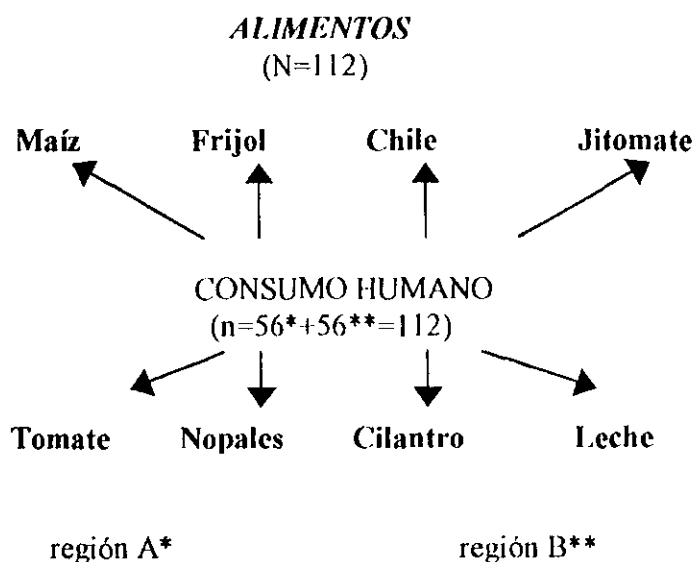 ALIMENTOS
(N=112)
Maíz Frijol Chile Jitomate
CONSUMO HUMANO
(n=56*+56**=112)
Tomate Nopales Cilantro Leche
región A* región B**